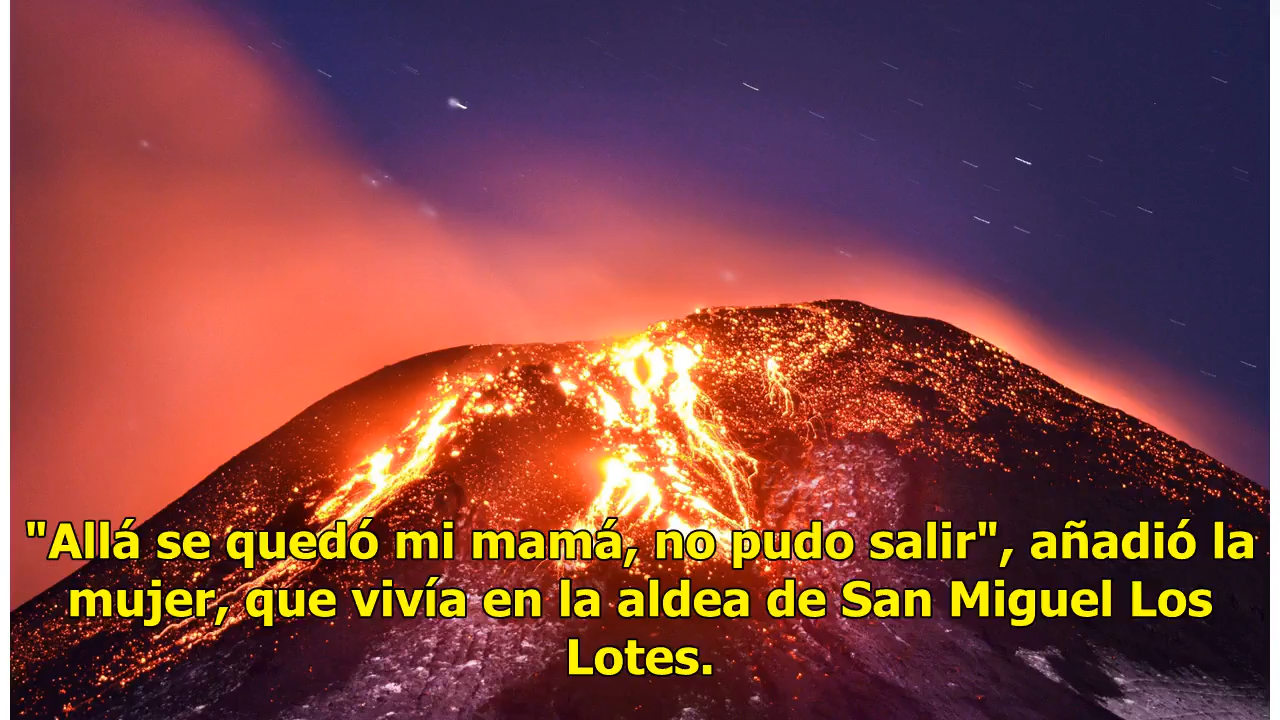 "Allá se quedó mi mamá, no pudo salir", añadió la
mujer, que vivía en la aldea de San Miguel Los
Lotes.